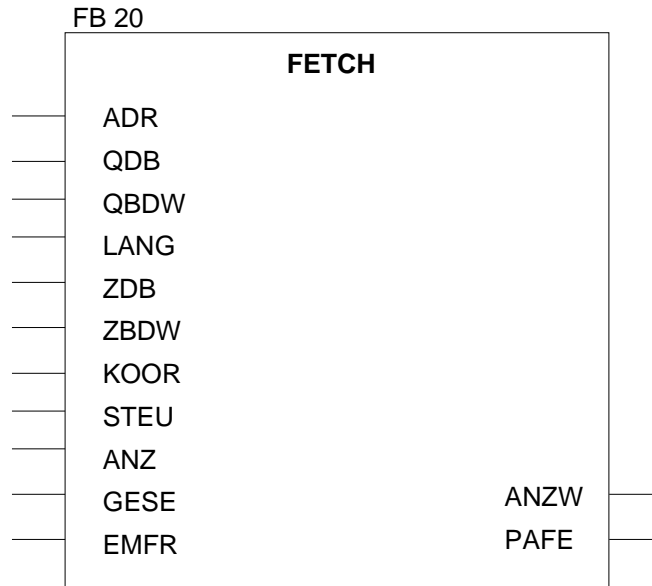 FB 20
FETCH
ADR
QDB
QBDW
LANG
ZDB
ZBDW
KOOR
STEU
ANZ
GESE ANZW
EMFR PAFE